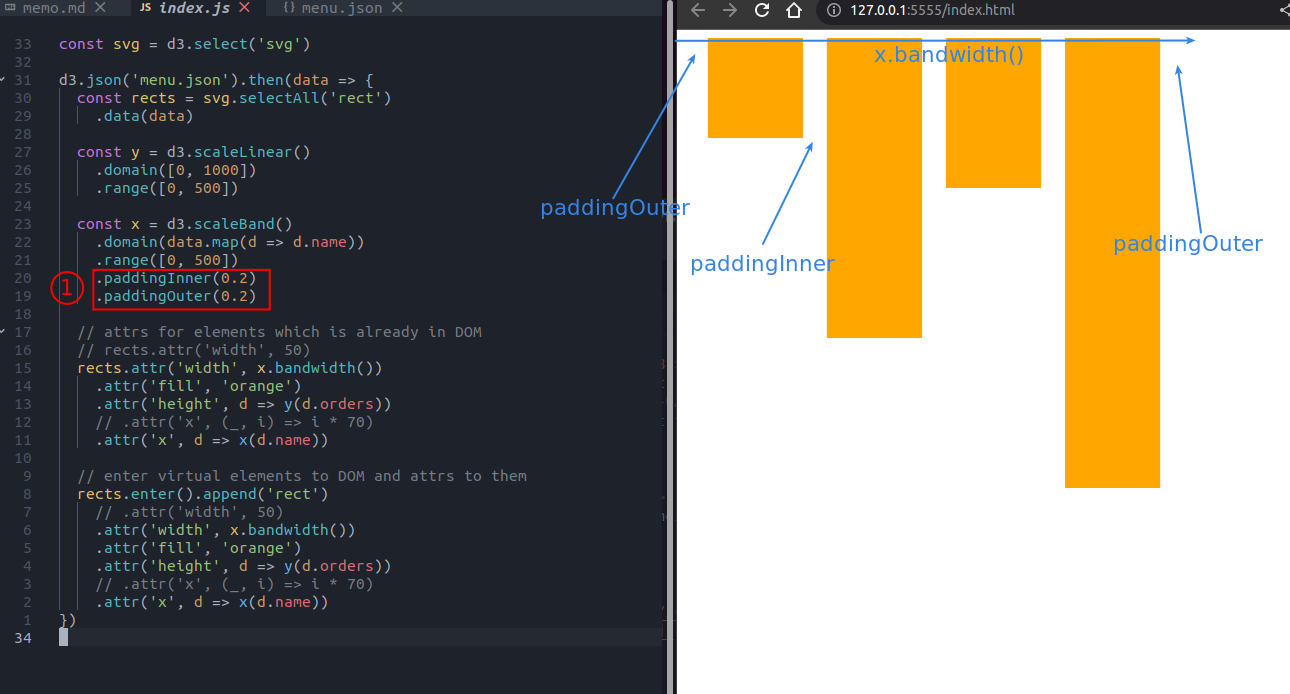 memo.md
JS index.js
{} menu.json
127.0.0.1:5555/index.html
33 const svg = d3.select('svg')
32
31 d3.json('menu.json').then(data => {
30 const rects = svg.selectAll('rect')
29 .data(data)
28
27 const y = d3.scaleLinear()
26 .domain([0, 1000])
25 .range([0, 500])
24
23 const x = d3.scaleBand()
22 .domain(data.map(d => d.name))
21 .range([0, 500])
20 .paddingInner(0.2)
19 .paddingOuter(0.2)
1
18
17 // attrs for elements which is already in DOM
16 // rects.attr('width', 50)
15 rects.attr('width', x.bandwidth())
14 .attr('fill', 'orange')
13 .attr('height', d => y(d.orders))
12 // .attr('x', (_, i) => i * 70)
11 .attr('x', d => x(d.name))
10
9 // enter virtual elements to DOM and attrs to them
8 rects.enter().append('rect')
7 // .attr('width', 50)
6 .attr('width', x.bandwidth())
5 .attr('fill', 'orange')
4 .attr('height', d => y(d.orders))
3 // .attr('x', (_, i) => i * 70)
2 .attr('x', d => x(d.name))
1 })
34
x.bandwidth()
paddingOuter
paddingInner
paddingOuter